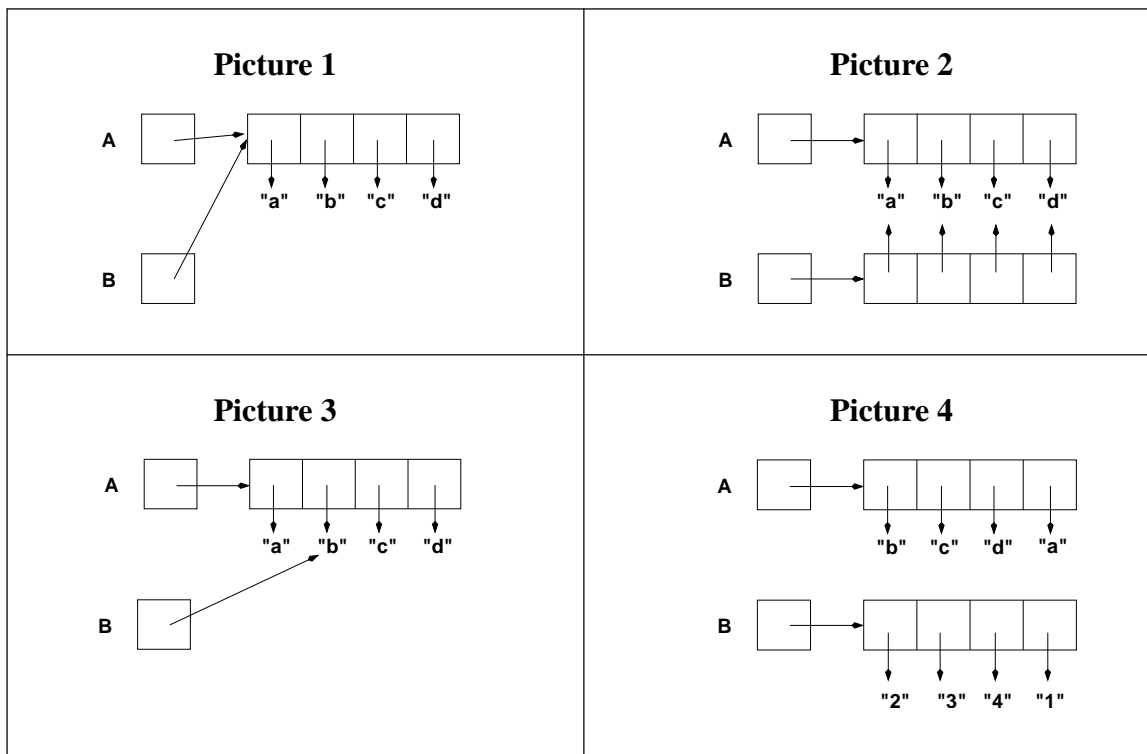 Picture 1
A
"a" "b" "c" "d"
B
Picture 2
A
"a" "b" "c" "d"
B
Picture 3
A
"a" "b" "c" "d"
B
Picture 4
A
"b" "c" "d" "a"
B
"2" "3" "4" "1"